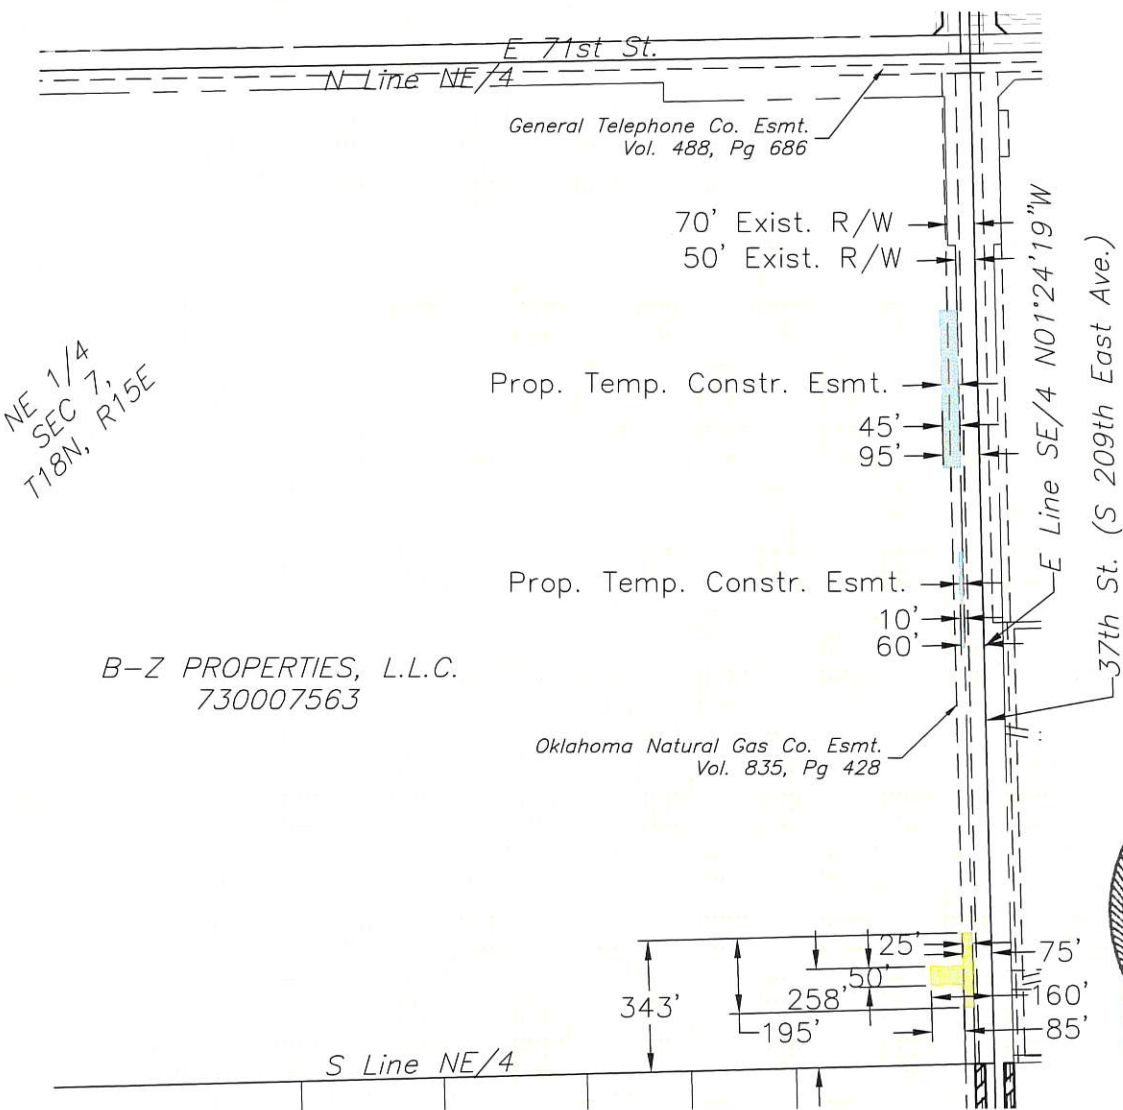 E 71st St.
N Line NE/4
General Telephone Co. Esmt.
Vol. 488, Pg 686
70' Exist. R/W
50' Exist. R/W
NE 1/4
SEC 7,
T18N, R15E
Prop. Temp. Constr. Esmt.
45'
95'
E Line SE/4 N01°24'19"W
37th St. (S 209th East Ave.)
Prop. Temp. Constr. Esmt.
10'
60'
B-Z PROPERTIES, L.L.C.
730007563
Oklahoma Natural Gas Co. Esmt.
Vol. 835, Pg 428
25'
75'
50'
343'
258'
160'
195'
85'
S Line NE/4